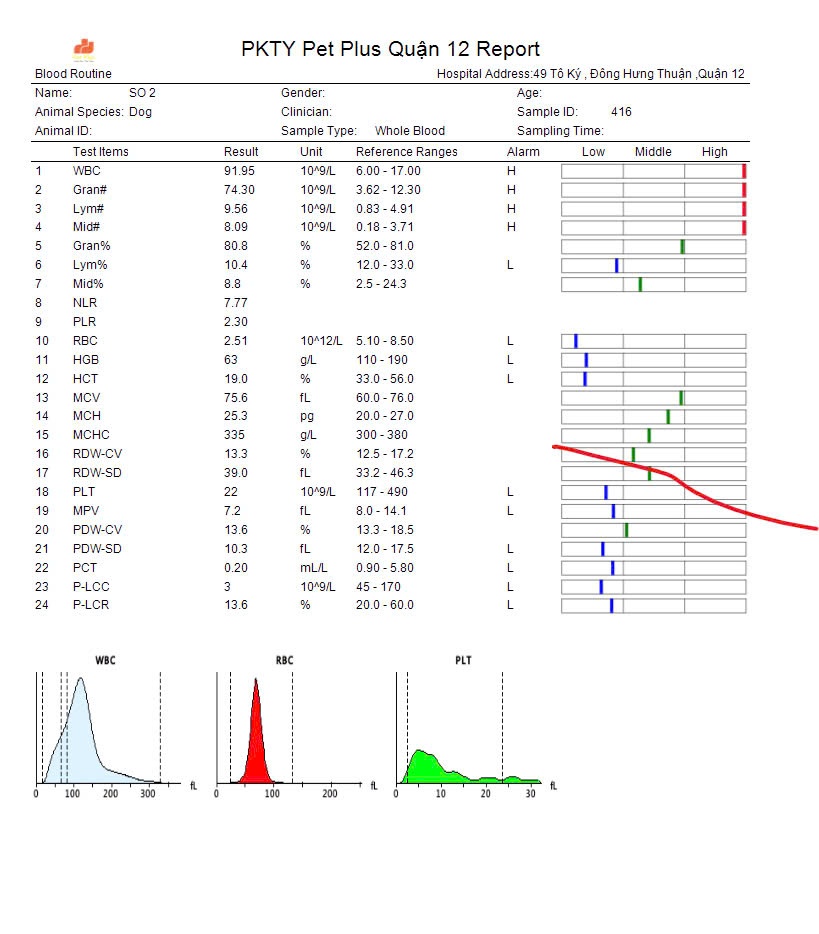 PKTY Pet Plus Quận 12 Report
Blood Routine Hospital Address:49 Tô Ký , Đông Hưng Thuận ,Quận 12
Name: SO 2 Gender: Age:
Animal Species: Dog Clinician: Sample ID: 416
Animal ID: Sample Type: Whole Blood Sampling Time:
Test Items Result Unit Reference Ranges Alarm Low Middle High
1 WBC 91.95 10^9/L 6.00 - 17.00 H
2 Gran# 74.30 10^9/L 3.62 - 12.30 H
3 Lym# 9.56 10^9/L 0.83 - 4.91 H
4 Mid# 8.09 10^9/L 0.18 - 3.71 H
5 Gran% 80.8 % 52.0 - 81.0
6 Lym% 10.4 % 12.0 - 33.0 L
7 Mid% 8.8 % 2.5 - 24.3
8 NLR 7.77
9 PLR 2.30
10 RBC 2.51 10^12/L 5.10 - 8.50 L
11 HGB 63 g/L 110 - 190 L
12 HCT 19.0 % 33.0 - 56.0 L
13 MCV 75.6 fL 60.0 - 76.0
14 MCH 25.3 pg 20.0 - 27.0
15 MCHC 335 g/L 300 - 380
16 RDW-CV 13.3 % 12.5 - 17.2
17 RDW-SD 39.0 fL 33.2 - 46.3
18 PLT 22 10^9/L 117 - 490 L
19 MPV 7.2 fL 8.0 - 14.1 L
20 PDW-CV 13.6 % 13.3 - 18.5
21 PDW-SD 10.3 fL 12.0 - 17.5 L
22 PCT 0.20 mL/L 0.90 - 5.80 L
23 P-LCC 3 10^9/L 45 - 170 L
24 P-LCR 13.6 % 20.0 - 60.0 L
WBC RBC PLT
0 100 200 300 fL 0 100 200 fL 0 10 20 30 fL